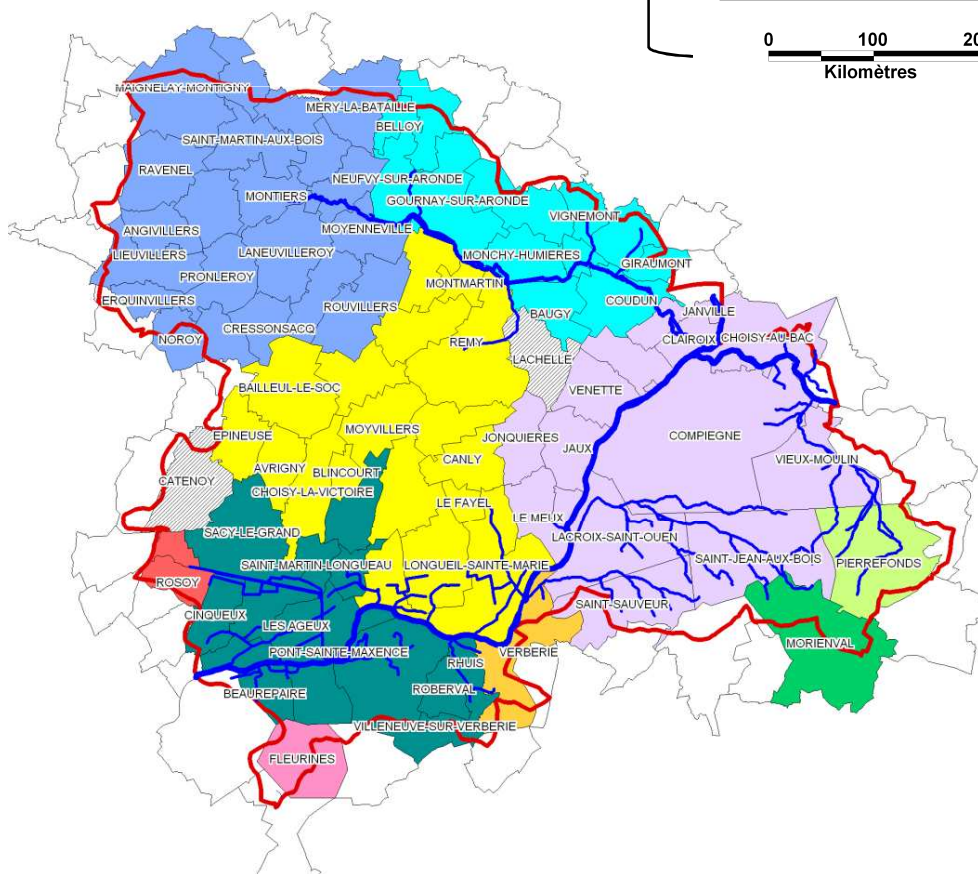 0 100 20
Kilomètres
MAIGNELAY-MONTIGNY
MERY-LA-BATAILLE
BELLOY
SAINT-MARTIN-AUX-BOIS
RAVENEL
NEUFVY-SUR-ARONDE
MONTIERS
GOURNAY-SUR-ARONDE
VIGNEMONT
ANGIVILLERS
MOYENNEVILLE
LIEUVILLERS
LANEUVILLEROY
MONCHY-HUMIERES
GIRAUMONT
PRONLEROY
MONTMARTIN
ERQUINVILLERS
ROUVILLERS
COUDUN
JANVILLE
BAUGY
CRESSONSACQ
NOROY
REMY
CLAIROIX
CHOISY-AU-BAC
LACHELLE
BAILLEUL-LE-SOC
VENETTE
MOYVILLERS
EPINEUSE
JONQUIERES
COMPIEGNE
JAUX
CANLY
VIEUX-MOULIN
AVRIGNY
BLINCOURT
CATENOY
CHOISY-LA-VICTOIRE
LE FAYEL
LE MEUX
SACY-LE-GRAND
LACROIX-SAINT-OUEN
SAINT-JEAN-AUX-BOIS
SAINT-MARTIN-LONGUEAU
LONGUEIL-SAINTE-MARIE
PIERREFONDS
ROSOY
SAINT-SAUVEUR
CINQUEUX
LES AGEUX
MORIENVAL
PONT-SAINTE-MAXENCE
VERBERIE
RHUIS
ROBERVAL
BEAUREPAIRE
VILLENEUVE-SUR-VERBERIE
FLEURINES